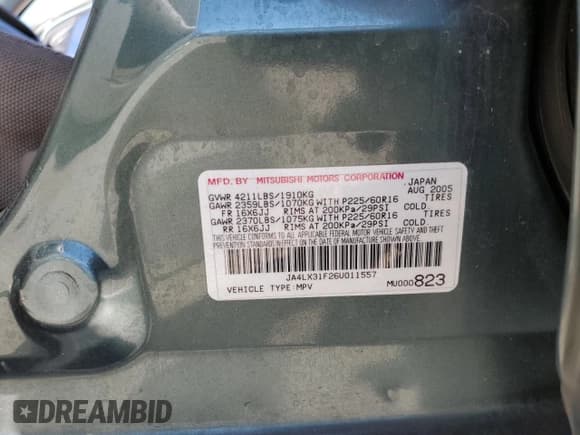 MFD. BY MITSUBISHI MOTORS CORPORATION JAPAN
GVWR 4211LBS/1910KG AUG 2005
GAWR 2359LBS/1070KG WITH P225/60R16 TIRES
FR 16X6JJ RIMS AT 200KPa/29PSI COLD.
GAWR 2370LBS/1075KG WITH P225/60R16 TIRES
RR 16X6JJ RIMS AT 200KPa/29PSI COLD.
THIS VEHICLE CONFORMS TO ALL APPLICABLE FEDERAL MOTOR VEHICLE
SAFETY, BUMPER, AND THEFT PREVENTION STANDARDS IN EFFECT
ON THE DATE OF MANUFACTURE SHOWN ABOVE.
JA4LX31F26U011557
VEHICLE TYPE:MPV MU000823
DREAMBID